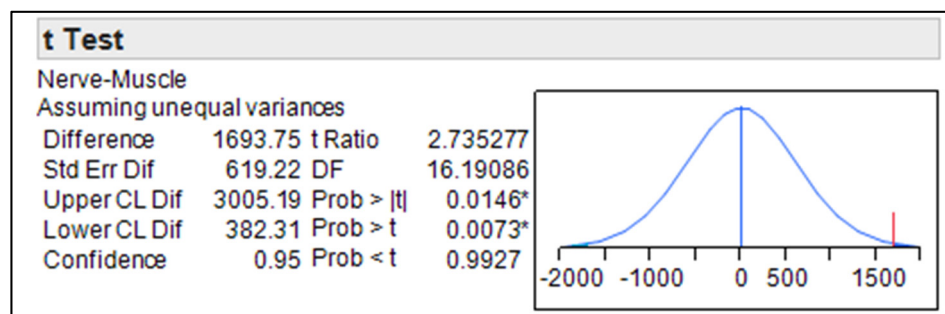 t Test
Nerve-Muscle
Assuming unequal variances
Difference 1693.75 t Ratio 2.735277
Std Err Dif 619.22 DF 16.19086
Upper CL Dif 3005.19 Prob > |t| 0.0146*
Lower CL Dif 382.31 Prob > t 0.0073*
Confidence 0.95 Prob < t 0.9927
-2000 -1000 0 500 1500